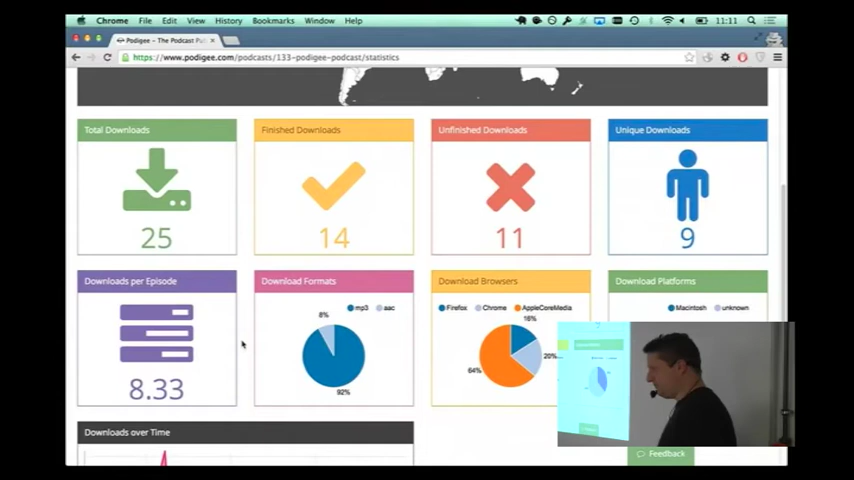 Chrome File Edit View History Bookmarks Window Help 11:11
Podigee - The Podcast Pu
https://www.podigee.com/podcasts/133-podigee-podcast/statistics
Total Downloads Finished Downloads Unfinished Downloads Unique Downloads
25 14 11 9
Downloads per Episode Download Formats Download Browsers Download Platforms
mp3 aac Firefox Chrome AppleCoreMedia Macintosh unknown
8% 16%
20%
64%
8.33 92%
Downloads over Time
Feedback